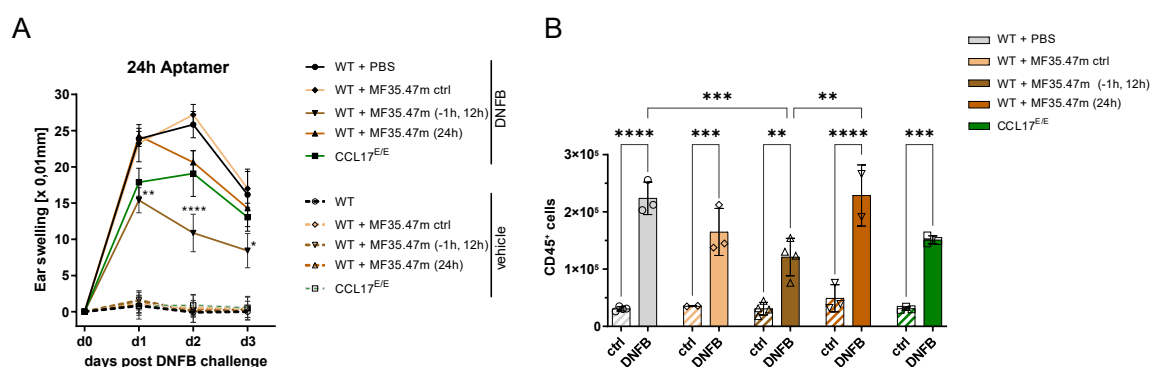 A
24h Aptamer
Ear swelling [x 0,01mm]
30
25
20
15
10
5
0
d0
d1
d2
d3
days post DNFB challenge
**
****
*
WT + PBS
WT + MF35.47m ctrl
WT + MF35.47m (-1h, 12h)
WT + MF35.47m (24h)
CCL17E/E
DNFB
WT
WT + MF35.47m ctrl
WT + MF35.47m (-1h, 12h)
WT + MF35.47m (24h)
CCL17E/E
vehicle
B
CD45+ cells
3×10⁵
2×10⁵
1×10⁵
0
*** **
**** *** ** **** ***
ctrl DNFB ctrl DNFB ctrl DNFB ctrl DNFB ctrl DNFB
WT + PBS
WT + MF35.47m ctrl
WT + MF35.47m (-1h, 12h)
WT + MF35.47m (24h)
CCL17E/E